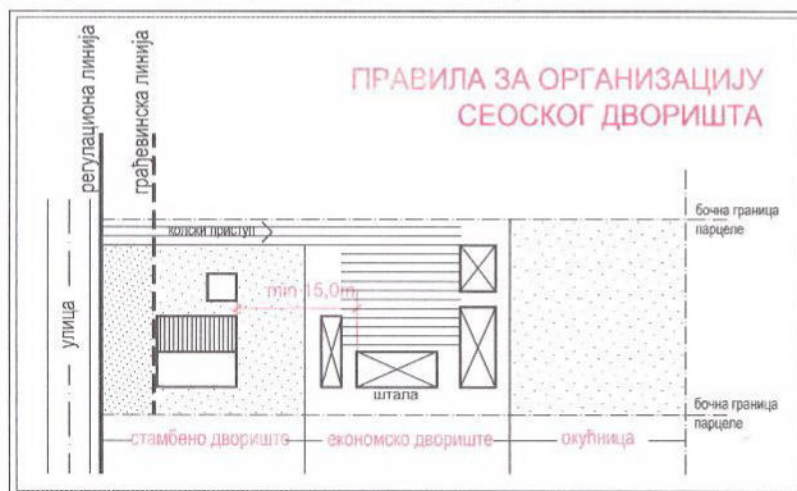 регулациона линија
грађевинска линија
ПРАВИЛА ЗА ОРГАНИЗАЦИЈУ
СЕОСКОГ ДВОРИШТА
бочна граница
парцеле
колски приступ
min 15,0m
улица
штала
бочна граница
парцеле
стамбено двориште
економско двориште
окућница